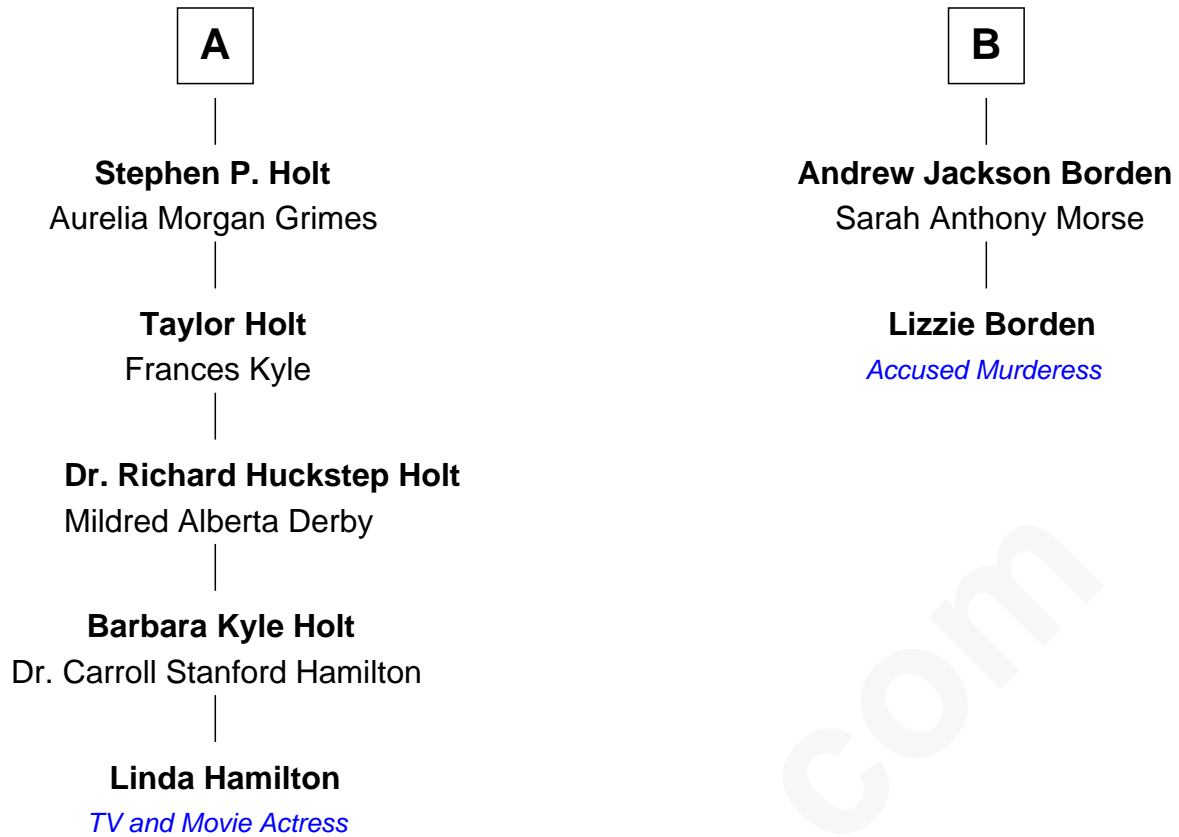 A
Stephen P. Holt
Aurelia Morgan Grimes
Taylor Holt
Frances Kyle
Dr. Richard Huckstep Holt
Mildred Alberta Derby
Barbara Kyle Holt
Dr. Carroll Stanford Hamilton
Linda Hamilton
TV and Movie Actress
B
Andrew Jackson Borden
Sarah Anthony Morse
Lizzie Borden
Accused Murderess
com